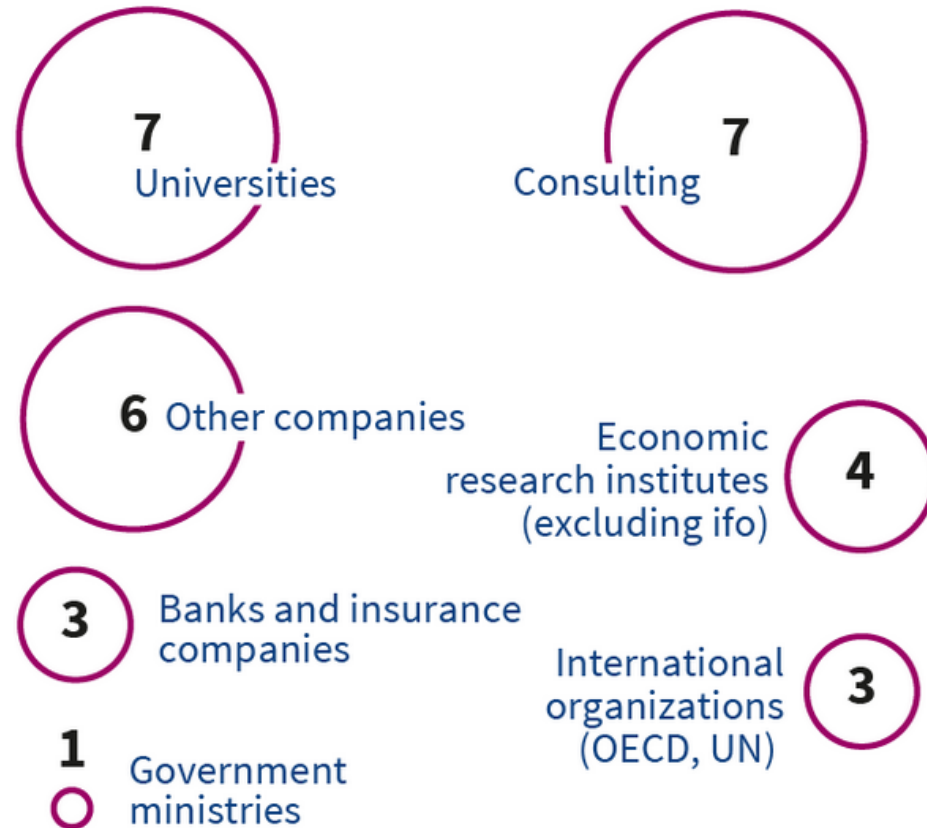 7
Universities
7
Consulting
6 Other companies
Economic
research institutes
(excluding ifo)
4
3
Banks and insurance
companies
International
organizations
(OECD, UN)
3
1
Government
ministries